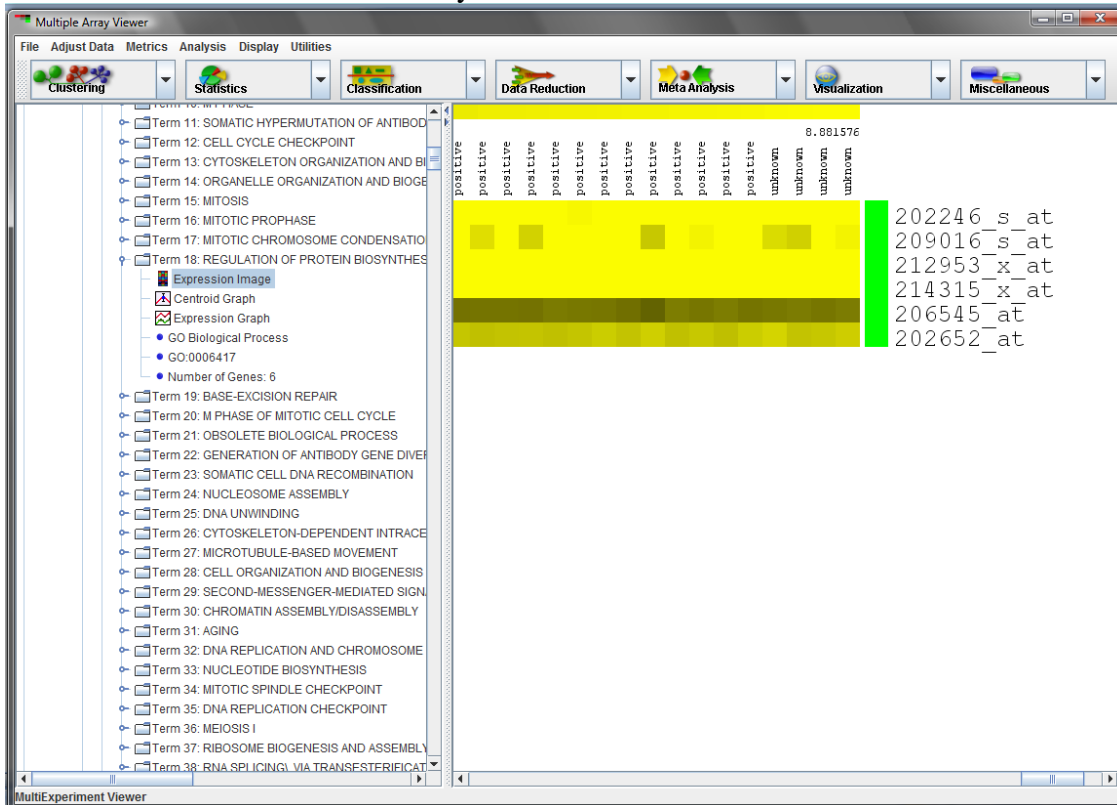 Multiple Array Viewer
File Adjust Data Metrics Analysis Display Utilities
Clustering Statistics Classification Data Reduction Meta Analysis Visualization Miscellaneous
Term 10: M PHASE
Term 11: SOMATIC HYPERMUTATION OF ANTIBOD
Term 12: CELL CYCLE CHECKPOINT
Term 13: CYTOSKELETON ORGANIZATION AND BI
Term 14: ORGANELLE ORGANIZATION AND BIOGE
Term 15: MITOSIS
Term 16: MITOTIC PROPHASE
Term 17: MITOTIC CHROMOSOME CONDENSATIO
Term 18: REGULATION OF PROTEIN BIOSYNTHES
Expression Image
Centroid Graph
Expression Graph
GO Biological Process
GO:0006417
Number of Genes: 6
Term 19: BASE-EXCISION REPAIR
Term 20: M PHASE OF MITOTIC CELL CYCLE
Term 21: OBSOLETE BIOLOGICAL PROCESS
Term 22: GENERATION OF ANTIBODY GENE DIVER
Term 23: SOMATIC CELL DNA RECOMBINATION
Term 24: NUCLEOSOME ASSEMBLY
Term 25: DNA UNWINDING
Term 26: CYTOSKELETON-DEPENDENT INTRACE
Term 27: MICROTUBULE-BASED MOVEMENT
Term 28: CELL ORGANIZATION AND BIOGENESIS
Term 29: SECOND-MESSENGER-MEDIATED SIGN
Term 30: CHROMATIN ASSEMBLY/DISASSEMBLY
Term 31: AGING
Term 32: DNA REPLICATION AND CHROMOSOME
Term 33: NUCLEOTIDE BIOSYNTHESIS
Term 34: MITOTIC SPINDLE CHECKPOINT
Term 35: DNA REPLICATION CHECKPOINT
Term 36: MEIOSIS I
Term 37: RIBOSOME BIOGENESIS AND ASSEMBLY
Term 38: RNA SPLICING\, VIA TRANSESTERIFICAT
8.881576
positive
positive
positive
positive
positive
positive
positive
positive
positive
positive
positive
positive
positive
unknown
unknown
unknown
unknown
202246_s_at
209016_s_at
212953_x_at
214315_x_at
206545_at
202652_at
MultiExperiment Viewer